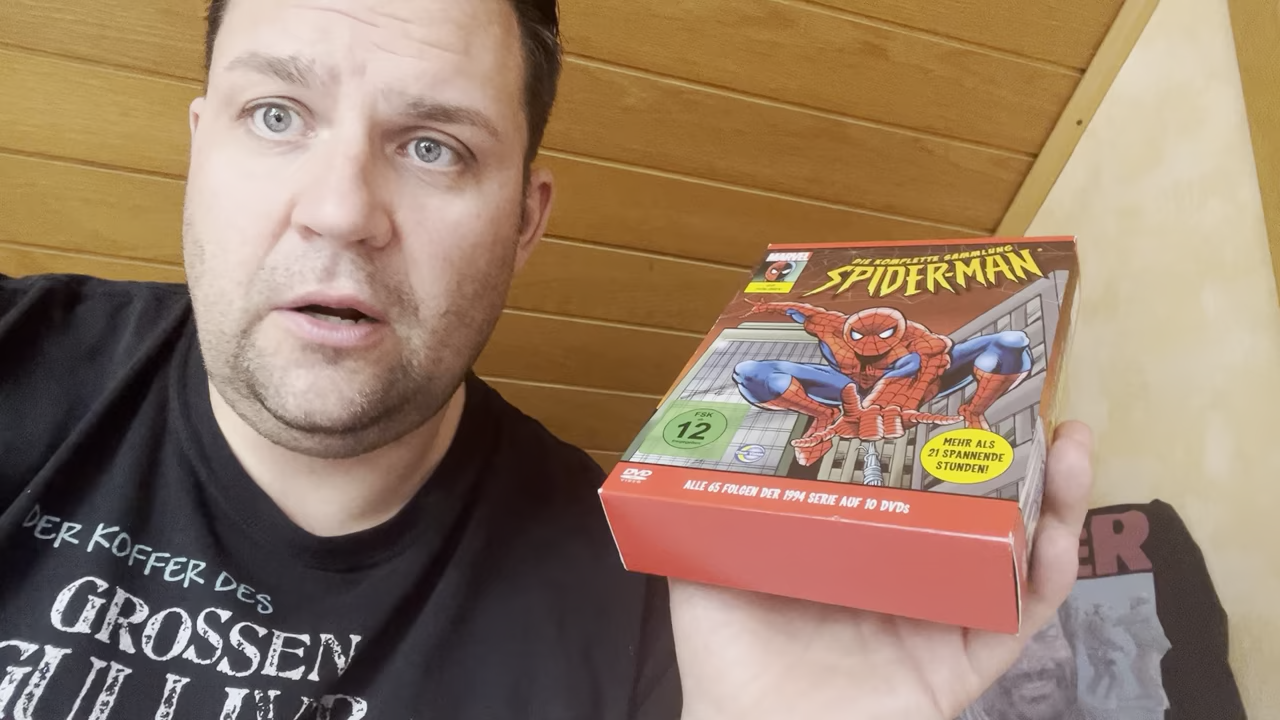 MARVEL
DIE KOMPLETTE SAMMLUNG
SPIDER-MAN
FSK
12
MEHR ALS
21 SPANNENDE
STUNDEN!
DVD
VIDEO
ALLE 65 FOLGEN DER 1994 SERIE AUF 10 DVDs
DER KOFFER DES
GROSSEN
ER